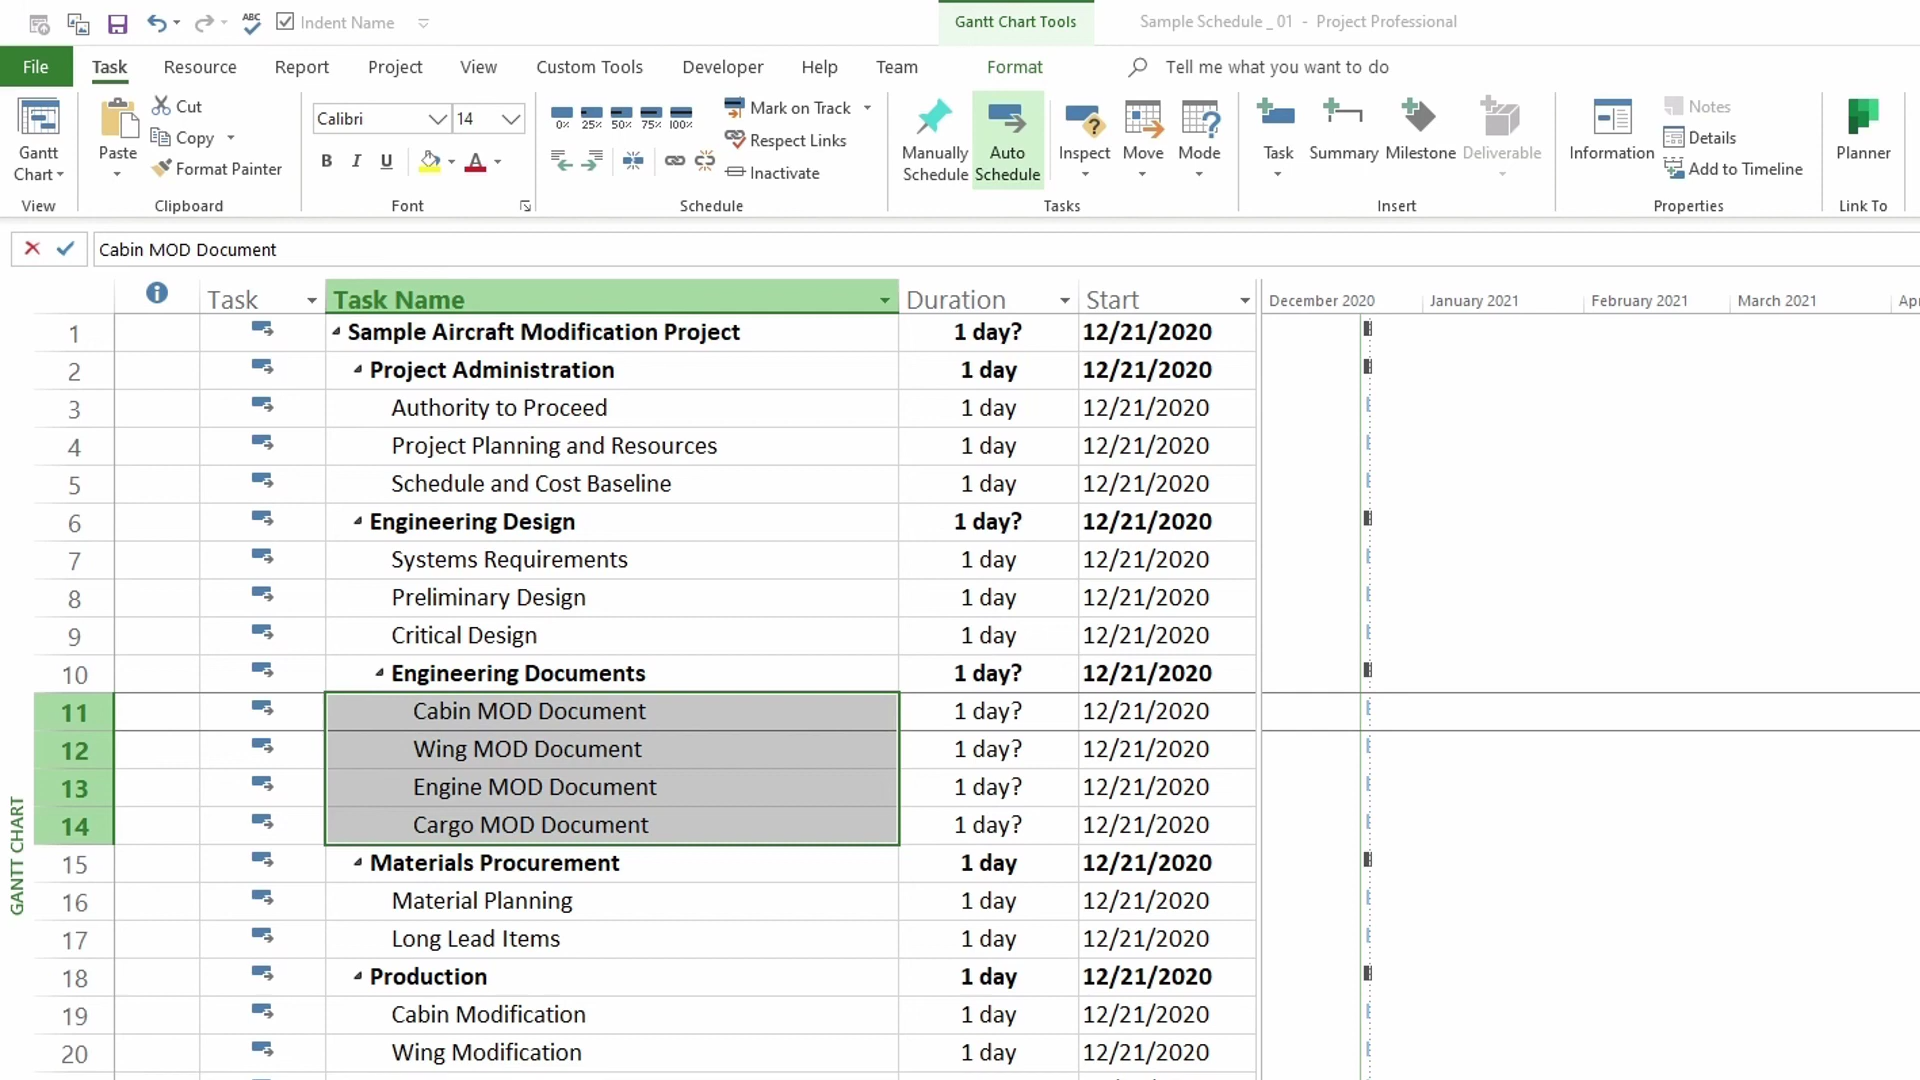 ABC
Indent Name
Gantt Chart Tools
Sample Schedule _ 01 - Project Professional
File
Task
Resource
Report
Project
View
Custom Tools
Developer
Help
Team
Format
Tell me what you want to do
Gantt Chart
View
Paste
Cut
Copy
Format Painter
Clipboard
Calibri
14
B I U
A
Font
0% 25% 50% 75% 100%
Mark on Track
Respect Links
Inactivate
Schedule
Manually Schedule
Auto Schedule
Inspect
Move
Mode
Tasks
Task
Summary
Milestone
Deliverable
Insert
Information
Notes
Details
Add to Timeline
Properties
Planner
Link To
Cabin MOD Document
Task Task Name Duration Start December 2020 January 2021 February 2021 March 2021 Apr
1 Sample Aircraft Modification Project 1 day? 12/21/2020
2 Project Administration 1 day 12/21/2020
3 Authority to Proceed 1 day 12/21/2020
4 Project Planning and Resources 1 day 12/21/2020
5 Schedule and Cost Baseline 1 day 12/21/2020
6 Engineering Design 1 day? 12/21/2020
7 Systems Requirements 1 day 12/21/2020
8 Preliminary Design 1 day 12/21/2020
9 Critical Design 1 day 12/21/2020
10 Engineering Documents 1 day? 12/21/2020
11 Cabin MOD Document 1 day? 12/21/2020
12 Wing MOD Document 1 day? 12/21/2020
13 Engine MOD Document 1 day? 12/21/2020
14 Cargo MOD Document 1 day? 12/21/2020
15 Materials Procurement 1 day 12/21/2020
16 Material Planning 1 day 12/21/2020
17 Long Lead Items 1 day 12/21/2020
18 Production 1 day 12/21/2020
19 Cabin Modification 1 day 12/21/2020
20 Wing Modification 1 day 12/21/2020
GANTT CHART